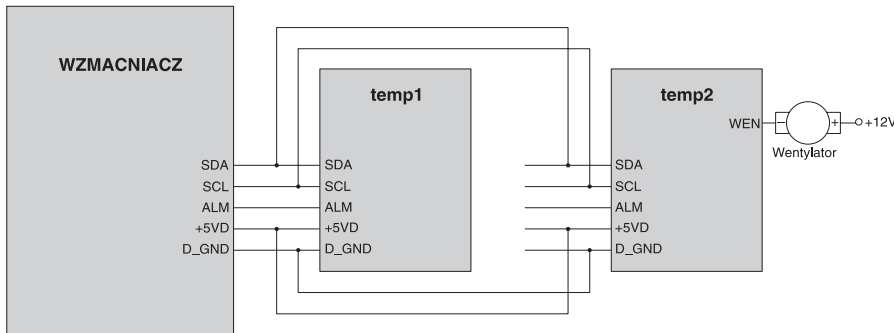 WZMACNIACZ
SDA
SCL
ALM
+5VD
D_GND
temp1
SDA
SCL
ALM
+5VD
D_GND
temp2
WEN
SDA
SCL
ALM
+5VD
D_GND
− +
+12V
Wentylator